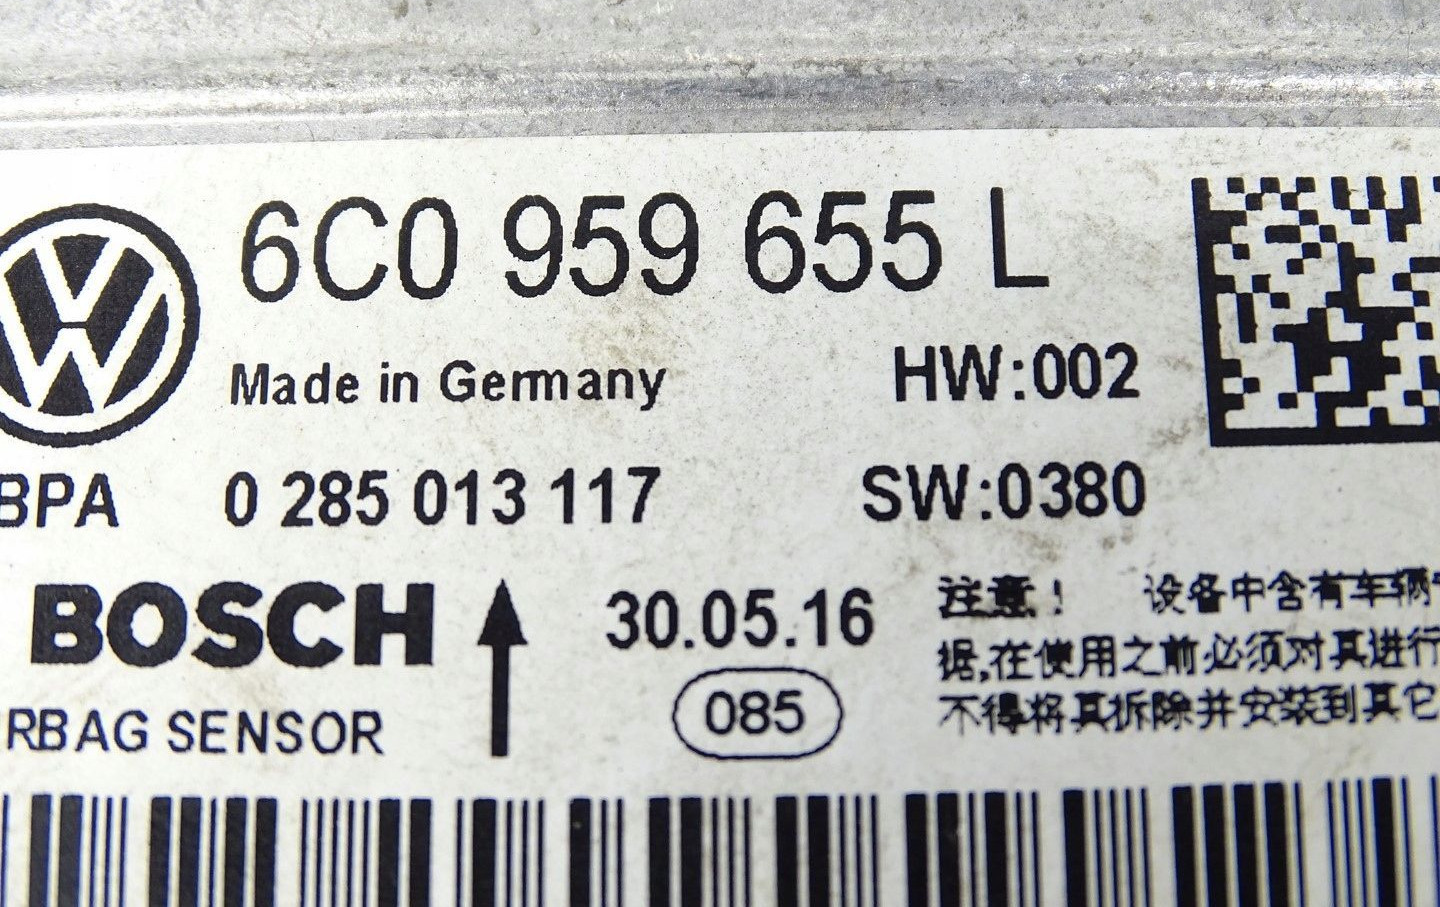 6C0 959 655 L
Made in Germany HW:002
BPA 0 285 013 117 SW:0380
BOSCH 30.05.16
RBAG SENSOR 085
注意! 设备中含有车辆
据,在使用之前必须对其进行
不得将其拆除并安装到其它